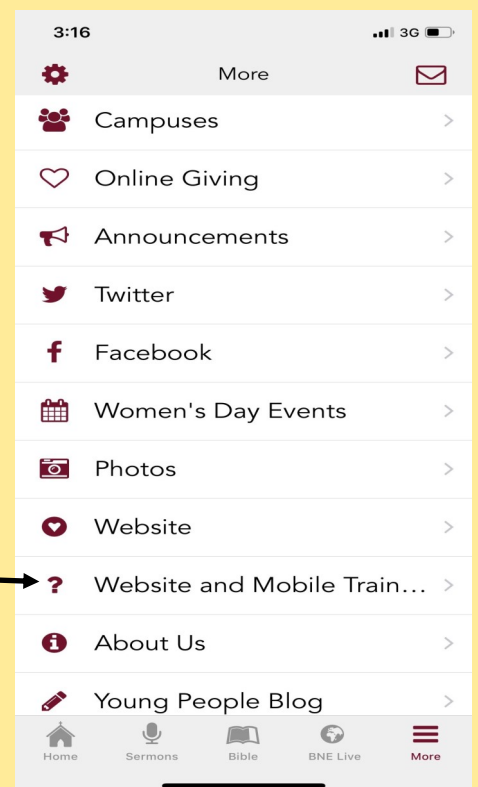 3:16 3G
More
Campuses
Online Giving
Announcements
Twitter
Facebook
Women's Day Events
Photos
Website
Website and Mobile Train...
About Us
Young People Blog
Home Sermons Bible BNE Live More